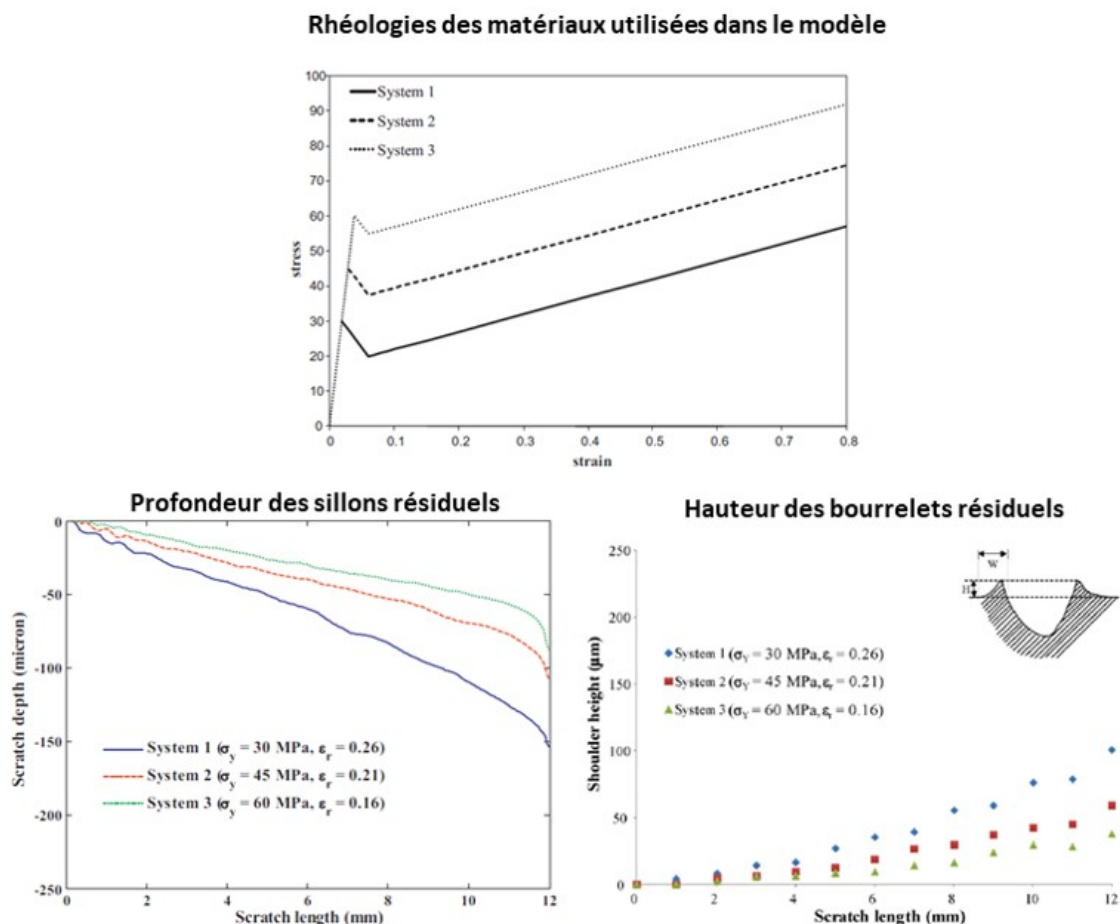 Rhéologies des matériaux utilisées dans le modèle
100
90
80
70
60
50
40
30
20
10
0
stress
System 1
System 2
System 3
0
0.1
0.2
0.3
0.4
0.5
0.6
0.7
0.8
strain
Profondeur des sillons résiduels
0
-50
-100
-150
-200
-250
Scratch depth (micron)
System 1 (σy = 30 MPa, εr = 0.26)
System 2 (σy = 45 MPa, εr = 0.21)
System 3 (σy = 60 MPa, εr = 0.16)
0
2
4
6
8
10
12
Scratch length (mm)
Hauteur des bourrelets résiduels
250
200
150
100
50
0
Shoulder height (µm)
W
H
System 1 (σY = 30 MPa, εr = 0.26)
System 2 (σY = 45 MPa, εr = 0.21)
System 3 (σY = 60 MPa, εr = 0.16)
0
2
4
6
8
10
12
Scratch length (mm)